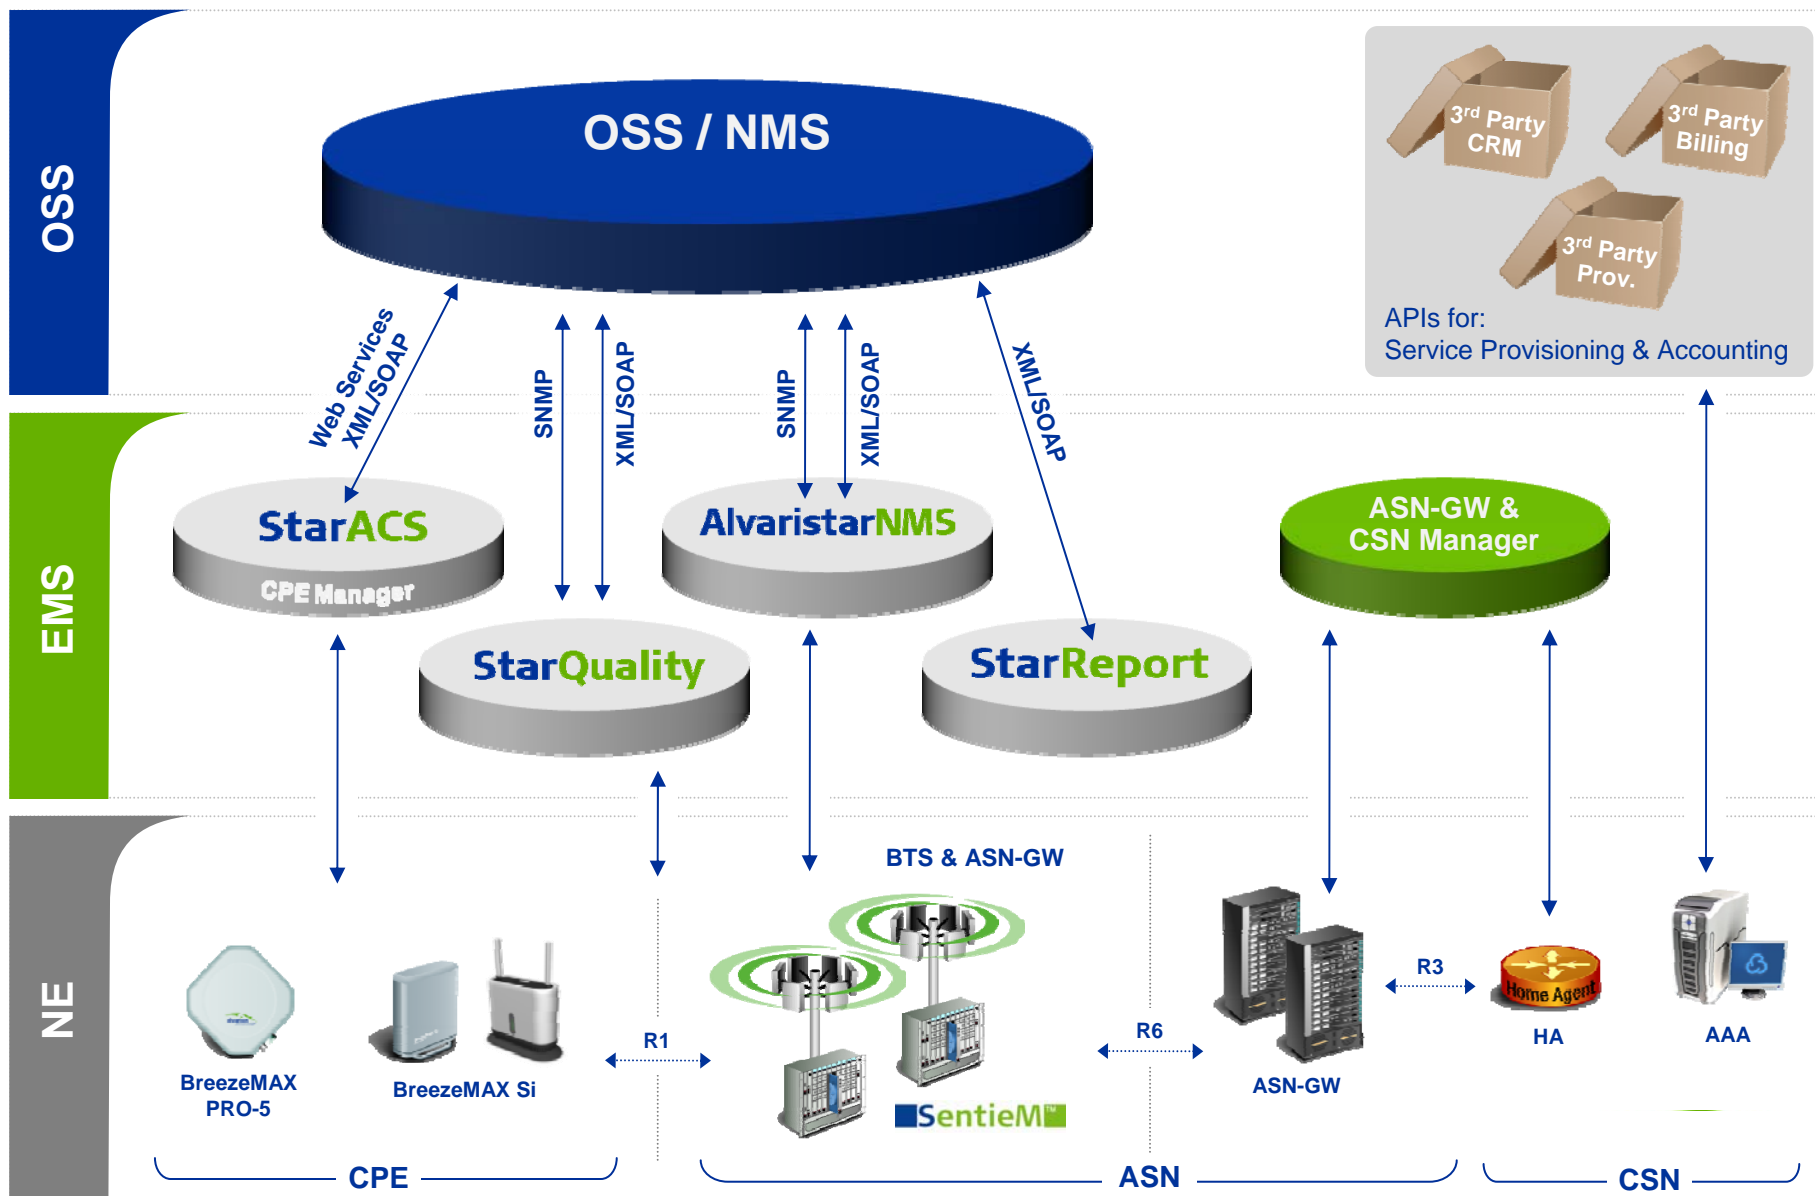 OSS
OSS / NMS
3rd Party
CRM
3rd Party
Billing
3rd Party
Prov.
APIs for:
Service Provisioning & Accounting
Web Services
XML/SOAP
SNMP
XML/SOAP
SNMP
XML/SOAP
XML/SOAP
EMS
StarACS
CPE Manager
StarQuality
AlvaristarNMS
StarReport
ASN-GW &
CSN Manager
NE
BTS & ASN-GW
BreezeMAX
PRO-5
BreezeMAX Si
R1
SentieM™
R6
ASN-GW
R3
Home Agent
HA
AAA
CPE
ASN
CSN